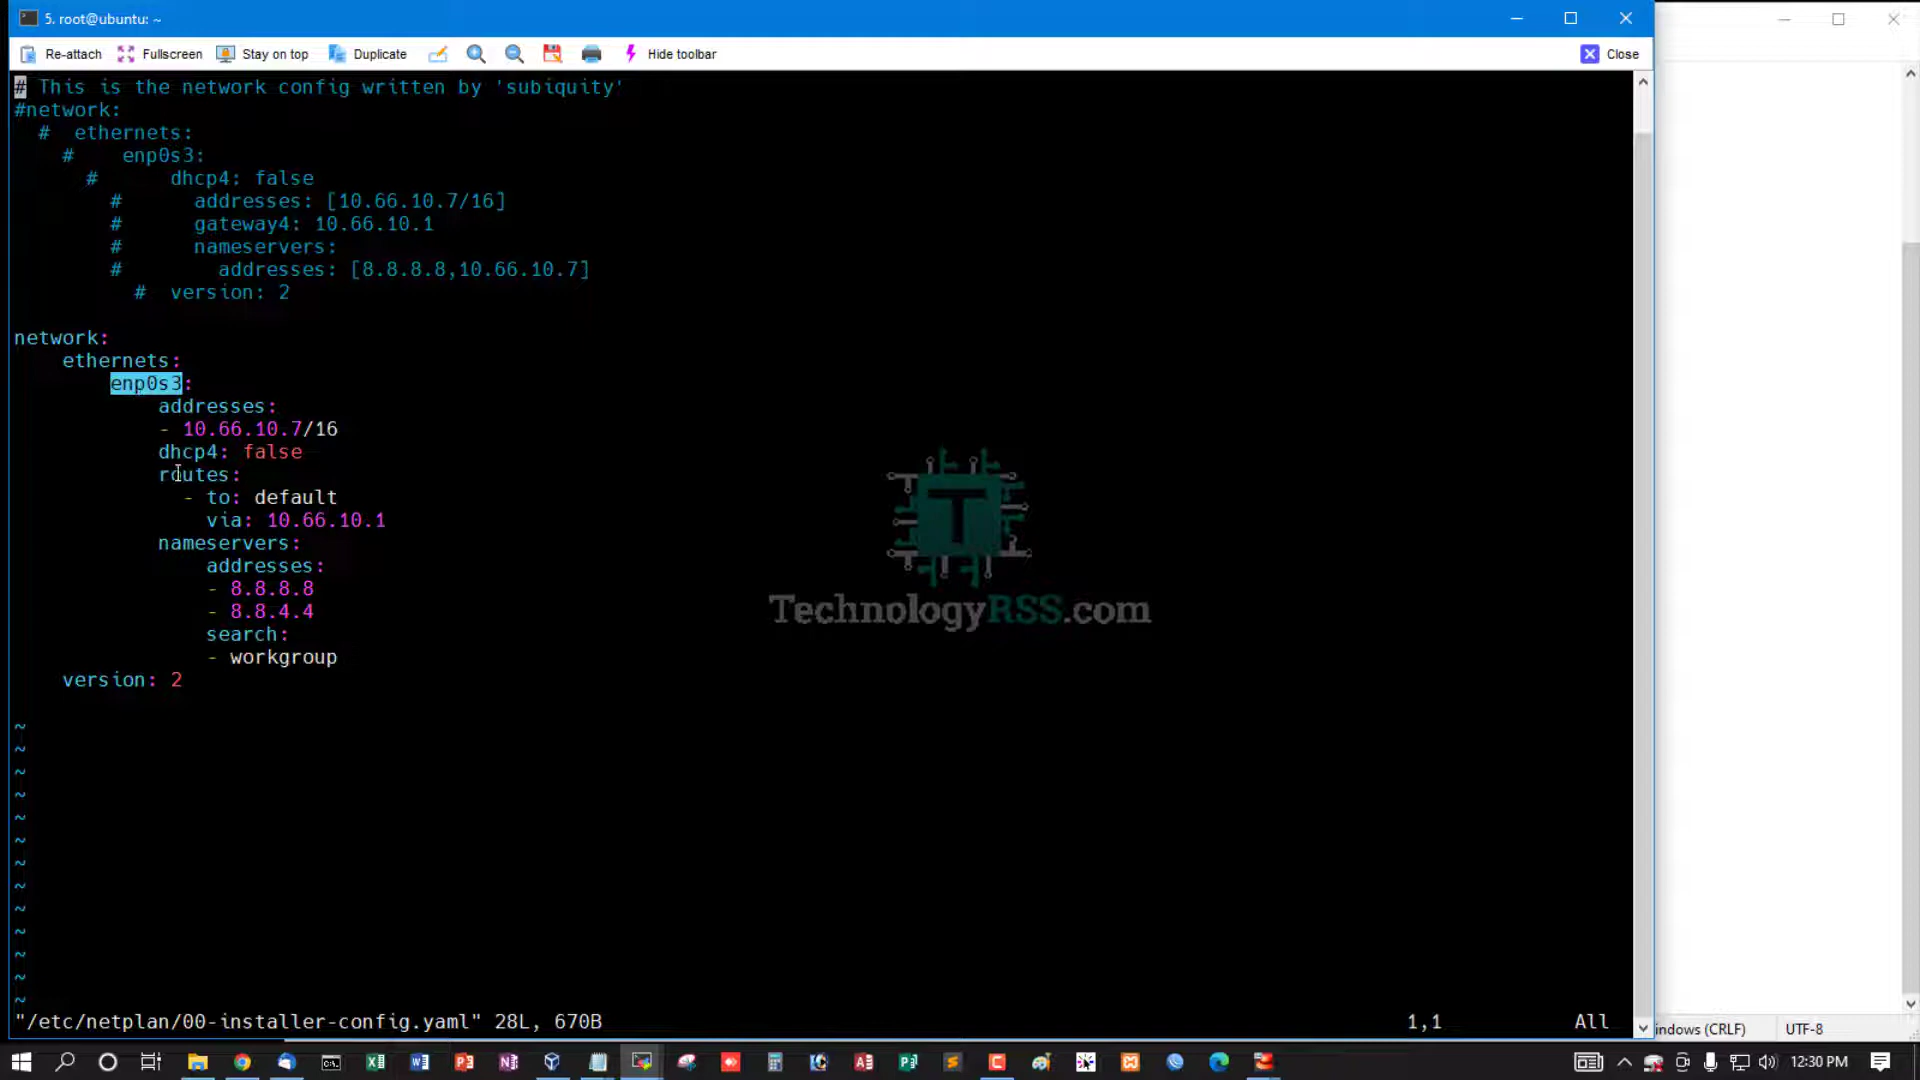 5. root@ubuntu: ~
Re-attach Fullscreen Stay on top Duplicate Hide toolbar Close
# This is the network config written by 'subiquity'
#network:
  #  ethernets:
    #    enp0s3:
      #      dhcp4: false
        #      addresses: [10.66.10.7/16]
        #      gateway4: 10.66.10.1
        #      nameservers:
        #        addresses: [8.8.8.8,10.66.10.7]
          #  version: 2
network:
    ethernets:
        enp0s3:
            addresses:
            - 10.66.10.7/16
            dhcp4: false
            routes:
              - to: default
                via: 10.66.10.1
            nameservers:
                addresses:
                - 8.8.8.8
                - 8.8.4.4
                search:
                - workgroup
    version: 2
~
~
~
~
~
~
~
~
~
~
~
~
~
TechnologyRSS.com
"/etc/netplan/00-installer-config.yaml" 28L, 670B 1,1 All
indows (CRLF) UTF-8
12:30 PM